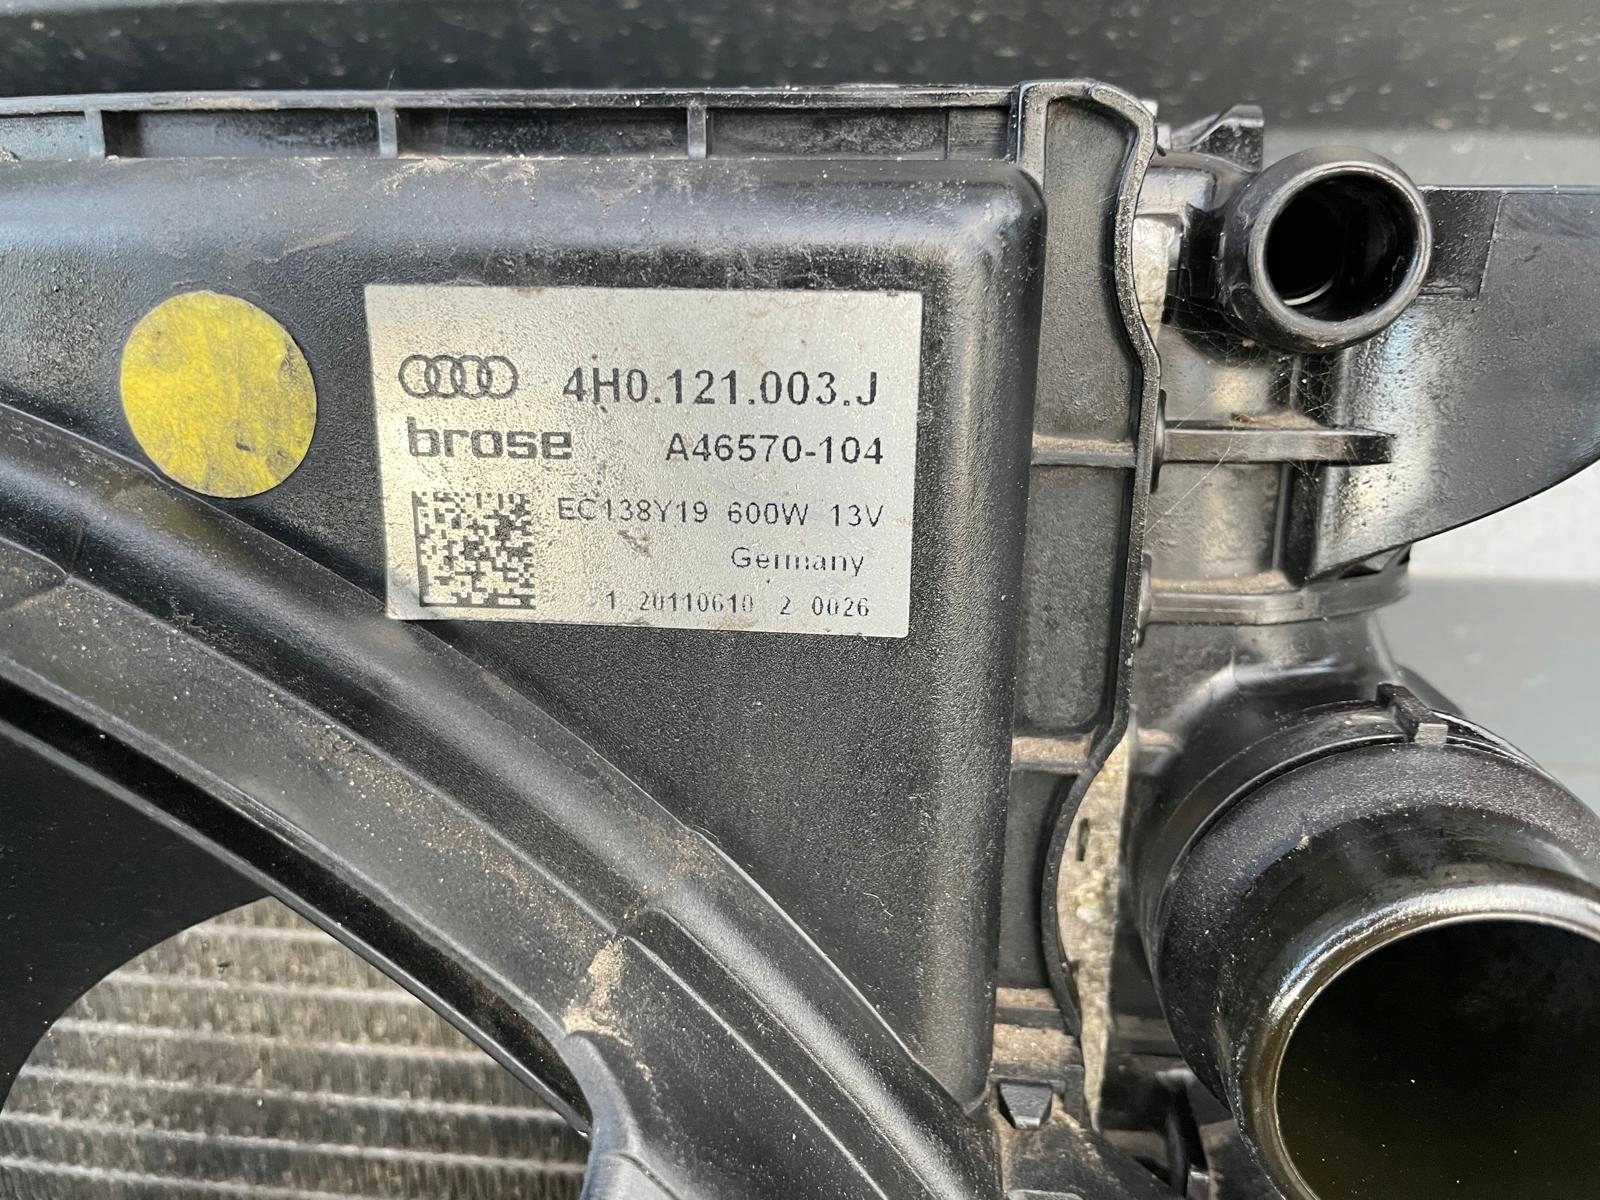 4H0.121.003.J
brose A46570-104
EC138Y19 600W 13V
Germany
1 20110610 2 0026